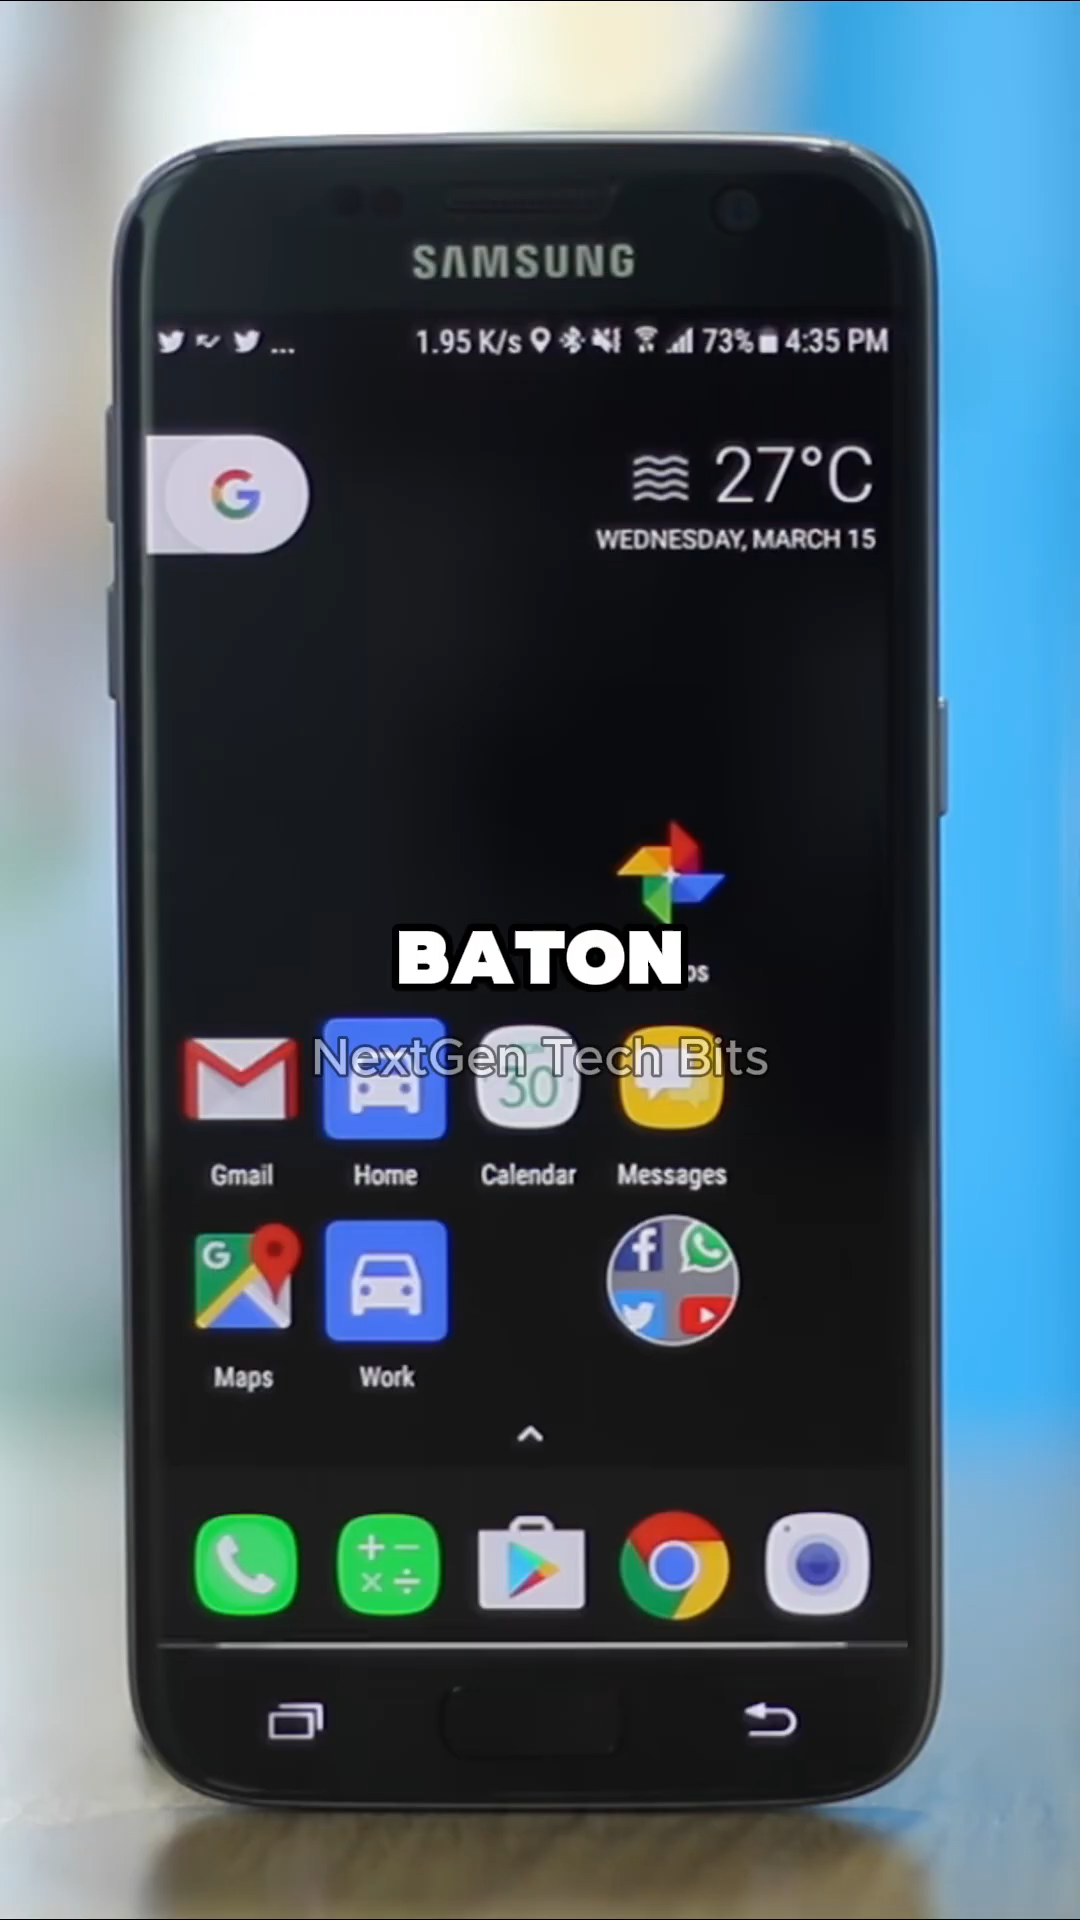 SAMSUNG
... 1.95 K/s 73% 4:35 PM
G 27°C
WEDNESDAY, MARCH 15
BATON
NextGen Tech Bits
30
Gmail Home Calendar Messages
G
Maps Work